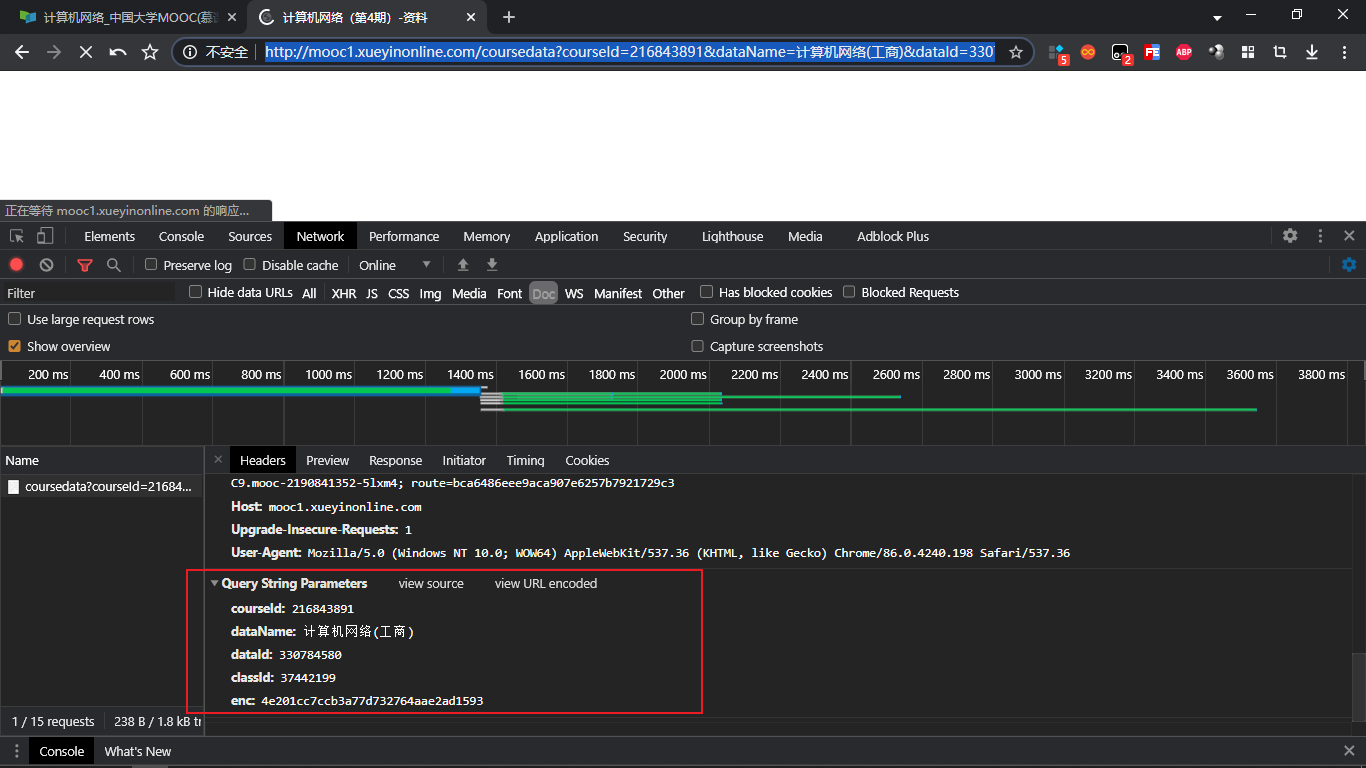 计算机网络_中国大学MOOC(慕
计算机网络（第4期）-资料
不安全
http://mooc1.xueyinonline.com/coursedata?courseId=216843891&dataName=计算机网络(工商)&dataId=3307
5
2
FE
ABP
正在等待 mooc1.xueyinonline.com 的响应...
Elements Console Sources Network Performance Memory Application Security Lighthouse Media Adblock Plus
Preserve log Disable cache Online
Filter Hide data URLs All XHR JS CSS Img Media Font Doc WS Manifest Other Has blocked cookies Blocked Requests
Use large request rows Group by frame
Show overview Capture screenshots
200 ms 400 ms 600 ms 800 ms 1000 ms 1200 ms 1400 ms 1600 ms 1800 ms 2000 ms 2200 ms 2400 ms 2600 ms 2800 ms 3000 ms 3200 ms 3400 ms 3600 ms 3800 ms
Name
coursedata?courseId=21684...
Headers Preview Response Initiator Timing Cookies
C9.mooc-2190841352-5lxm4; route=bca6486eee9aca907e6257b7921729c3
Host: mooc1.xueyinonline.com
Upgrade-Insecure-Requests: 1
User-Agent: Mozilla/5.0 (Windows NT 10.0; WOW64) AppleWebKit/537.36 (KHTML, like Gecko) Chrome/86.0.4240.198 Safari/537.36
Query String Parameters view source view URL encoded
courseId: 216843891
dataName: 计算机网络(工商)
dataId: 330784580
classId: 37442199
enc: 4e201cc7ccb3a77d732764aae2ad1593
1 / 15 requests 238 B / 1.8 kB tr
Console What's New